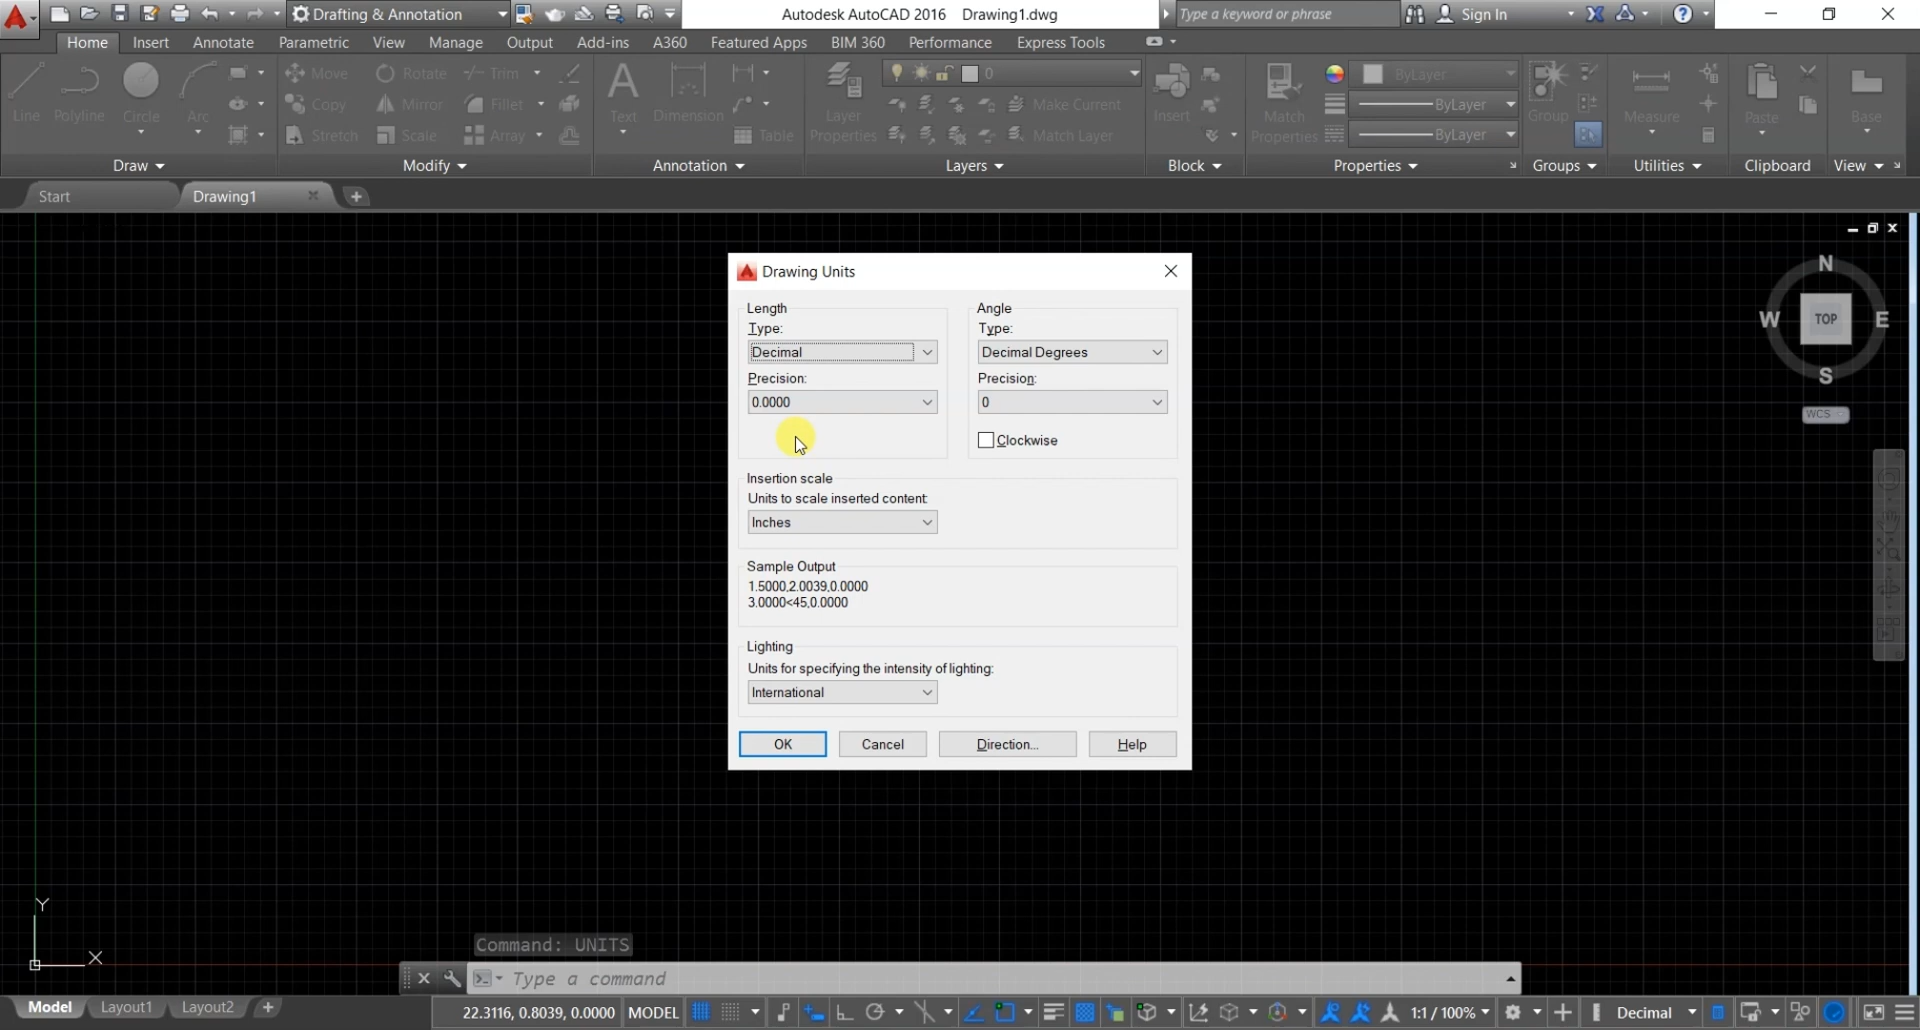 Drafting & Annotation
Autodesk AutoCAD 2016 Drawing1.dwg
Type a keyword or phrase
Sign In
Home Insert Annotate Parametric View Manage Output Add-ins A360 Featured Apps BIM 360 Performance Express Tools
Line Polyline Circle Arc
Move Rotate Trim
Copy Mirror Fillet
Stretch Scale Array
Text Dimension
Table
Layer Properties
0
Make Current
Match Layer
Insert
Match Properties
ByLayer
ByLayer
ByLayer
Group
Measure
Paste
Base
Draw Modify Annotation Layers Block Properties Groups Utilities Clipboard View
Start Drawing1
Drawing Units
Length
Type:
Decimal
Precision:
0.0000
Angle
Type:
Decimal Degrees
Precision:
0
Clockwise
Insertion scale
Units to scale inserted content:
Inches
Sample Output
1.5000,2.0039,0.0000
3.0000<45,0.0000
Lighting
Units for specifying the intensity of lighting:
International
OK Cancel Direction... Help
N
W TOP E
S
WCS
Y
X
Command: UNITS
Type a command
Model Layout1 Layout2
22.3116, 0.8039, 0.0000 MODEL 1:1 / 100% Decimal